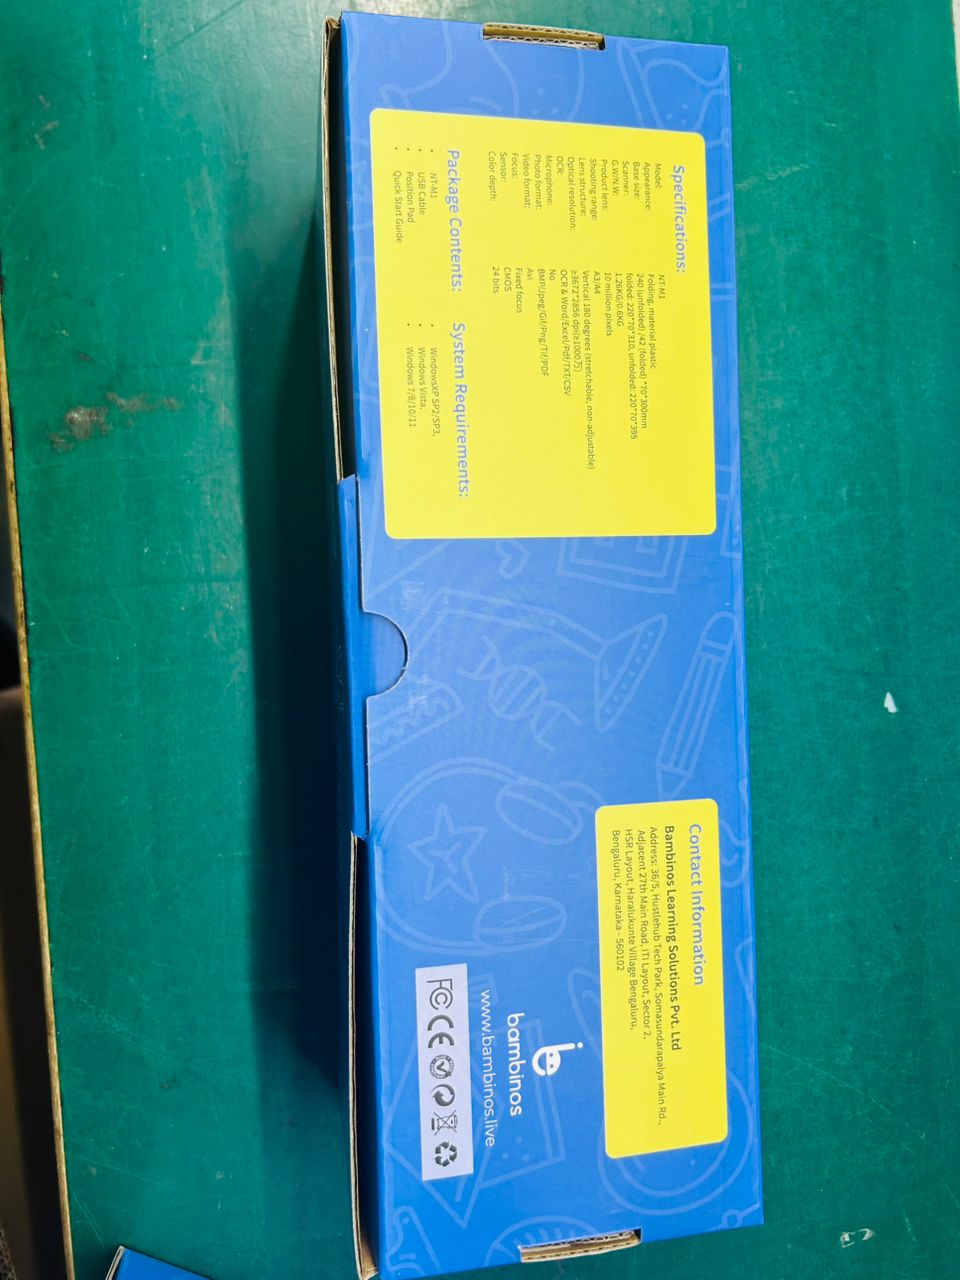 Specifications:
Model: NT-M1
Appearance: Folding, material plastic
Base size: 240 (unfolded) /42 (folded) *70*300mm
Scanner: folded: 220*70*310, unfolded: 220*70*395
G.W/N.W: 1.26KG/0.6KG
Product lens: 10 million pixels
Shooting range: A3/A4
Lens structure: Vertical 180 degrees (stretchable, non-adjustable)
Optical resolution: ≥3672*2856 dpi(≥1000万)
OCR: OCR & Word/Excel/Pdf/TXT/CSV
Microphone: No
Photo format: BMP/Jpeg/Gif/Png/Tif/PDF
Video format: Avi
Focus: Fixed focus
Sensor: CMOS
Color depth: 24 bits
Package Contents:
• NT-M1
• USB Cable
• Position Pad
• Quick Start Guide
System Requirements:
• WindowsXP SP2/SP3,
• Windows Vista,
• Windows 7/8/10/11
Contact Information
Bambinos Learning Solutions Pvt. Ltd
Address: 36/5, Hustlehub Tech Park, Somasundarapalya Main Rd.,
Adjacent 27th Main Road, ITI Layout, Sector 2,
HSR Layout, Haralukunte Village Bengaluru,
Bengaluru, Karnataka - 560102
bambinos
www.bambinos.live
FC CE